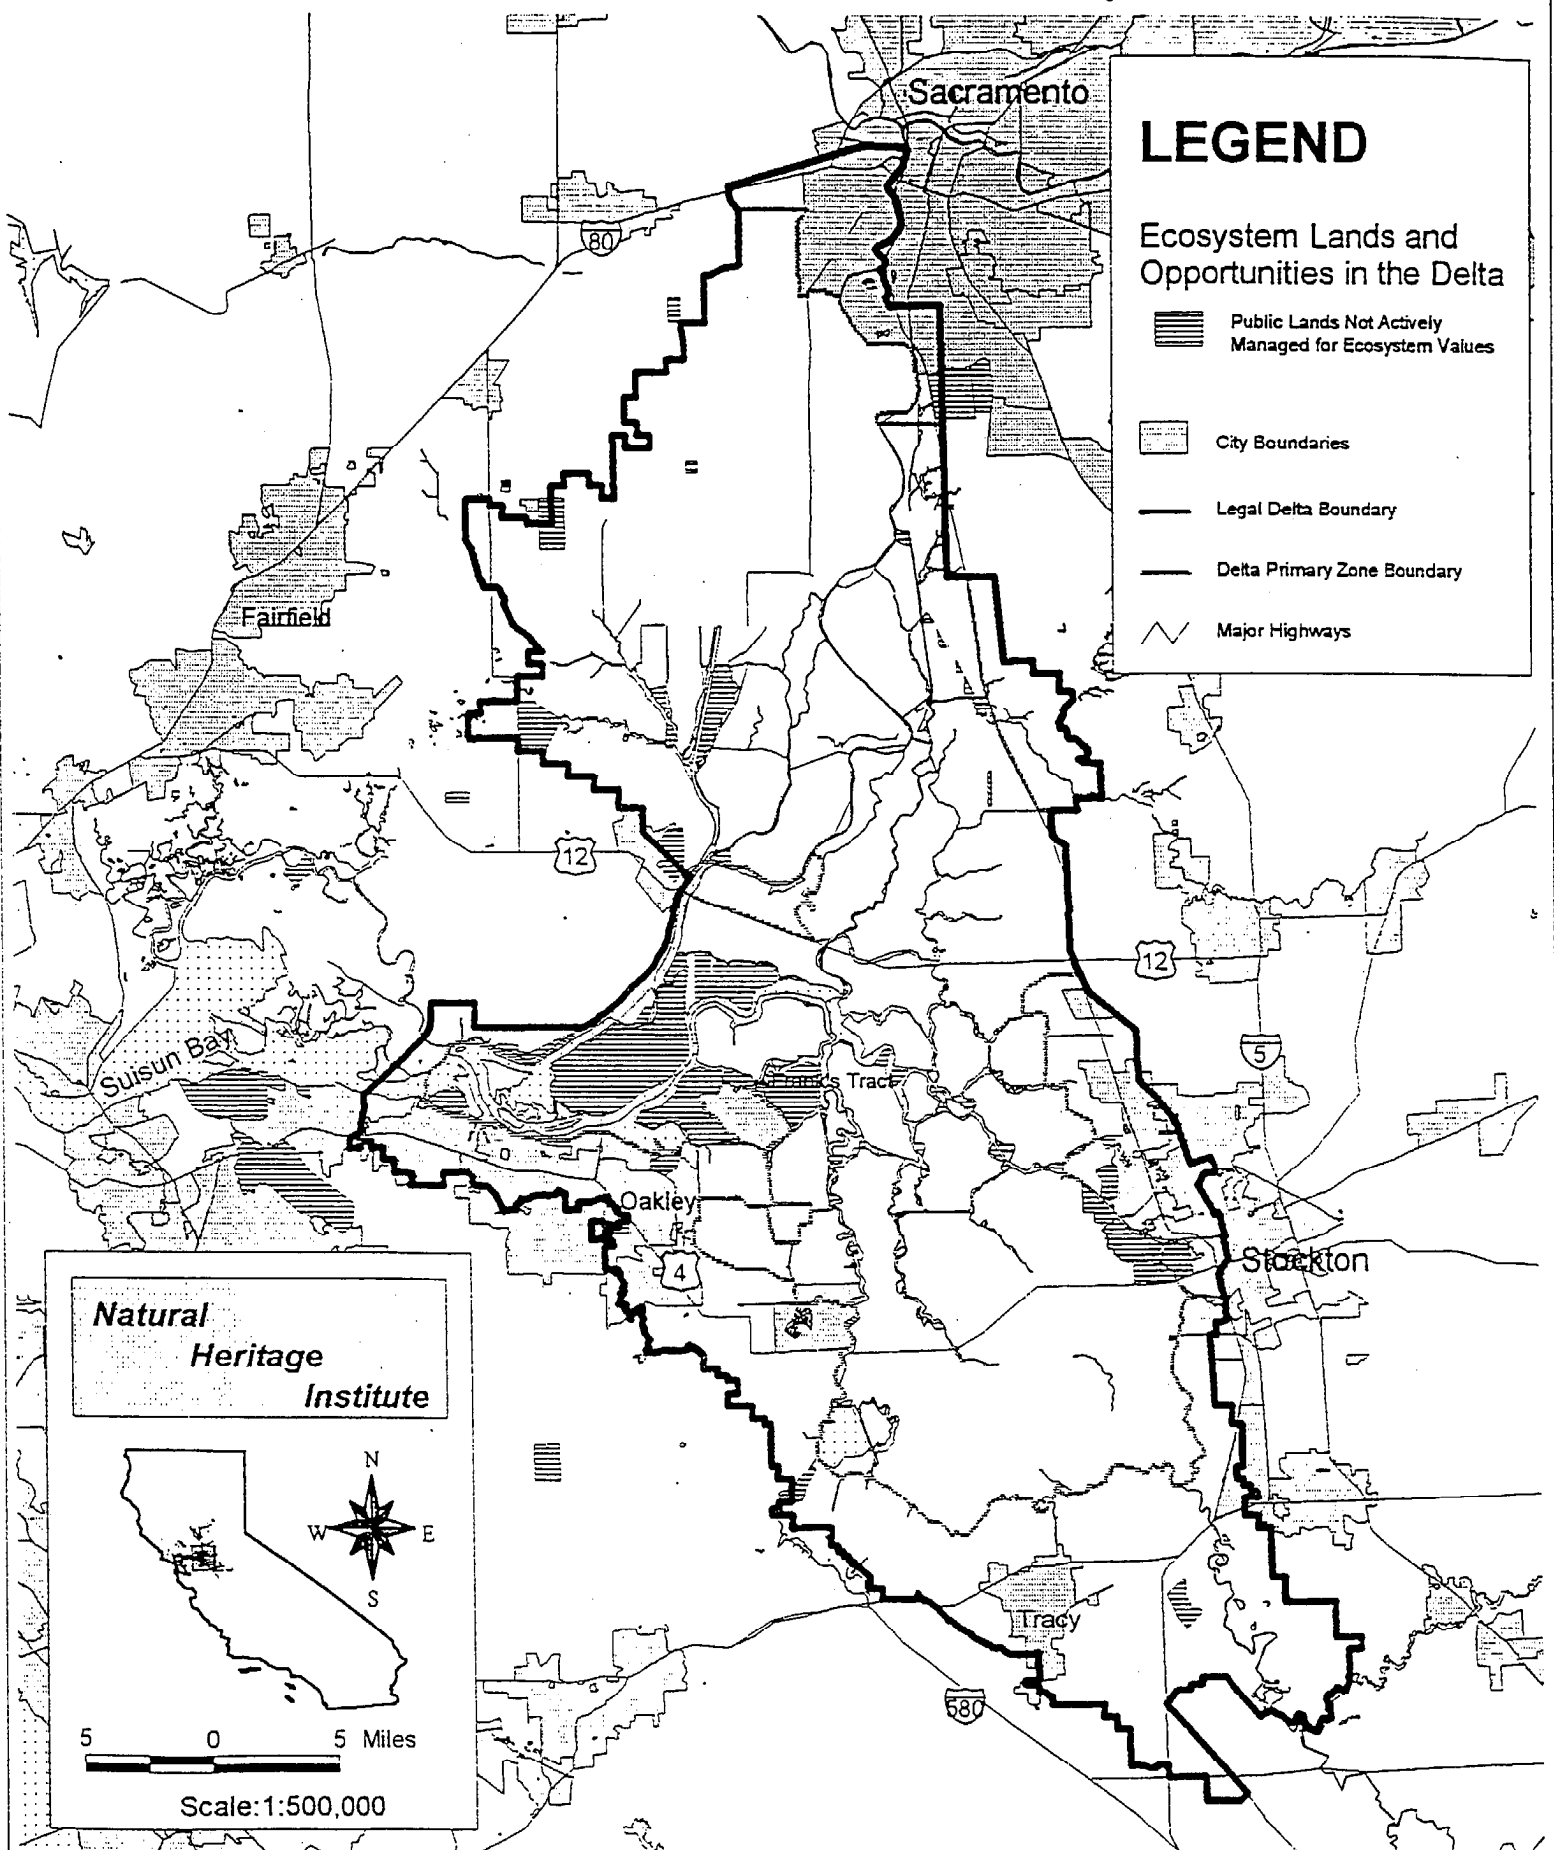 Sacramento
LEGEND
Ecosystem Lands and
Opportunities in the Delta
Public Lands Not Actively
Managed for Ecosystem Values
City Boundaries
Legal Delta Boundary
Delta Primary Zone Boundary
Major Highways
80
Fairfield
12
12
Suisun Bay
5
Franks Tract
Oakley
4
Stockton
Natural
Heritage
Institute
N
W
E
S
Tracy
580
5
0
5 Miles
Scale:1:500,000